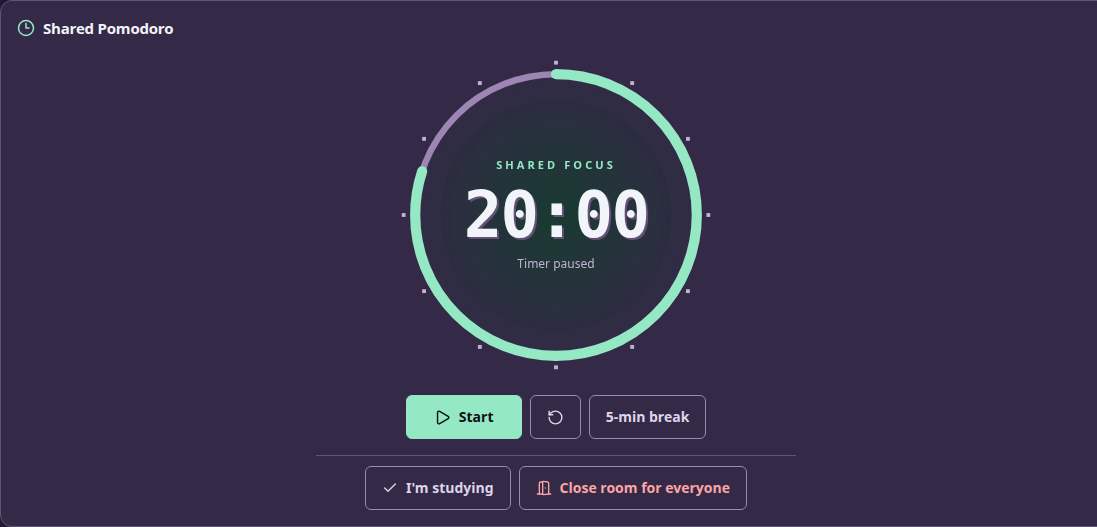 Shared Pomodoro
SHARED FOCUS
20:00
Timer paused
Start
5-min break
I'm studying
Close room for everyone